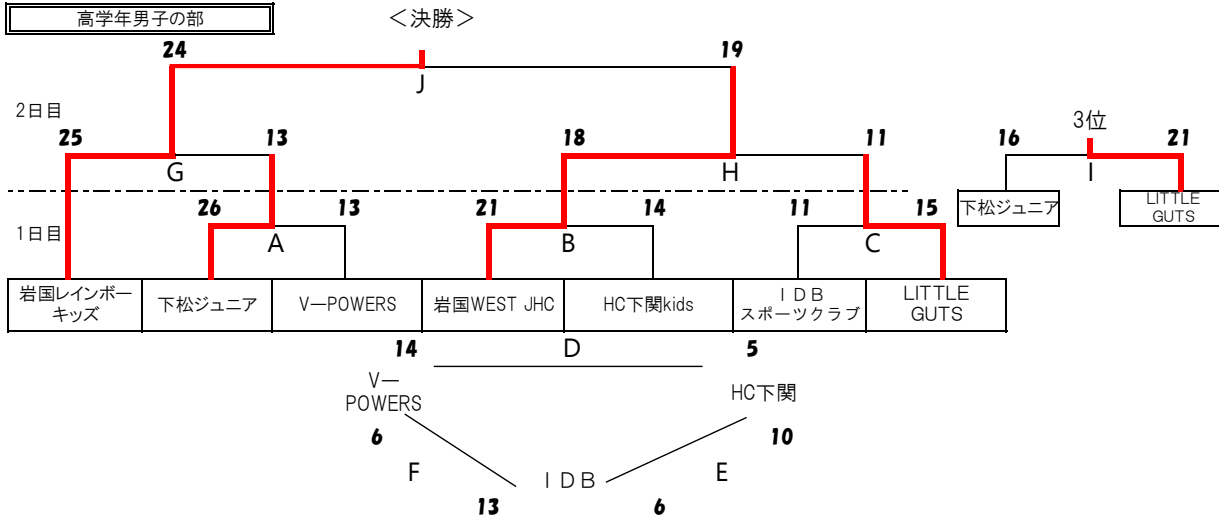 高学年男子の部
＜決勝＞
24
19
J
2日目
25
13
18
11
16
3位
21
G
H
I
下松ジュニア
LITTLE
GUTS
26
13
21
14
11
15
1日目
A
B
C
岩国レインボー
キッズ
下松ジュニア
V―POWERS
岩国WEST JHC
HC下関kids
ＩＤＢ
スポーツクラブ
LITTLE
GUTS
14
D
5
V―
POWERS
HC下関
6
10
F
ＩＤＢ
E
13
6